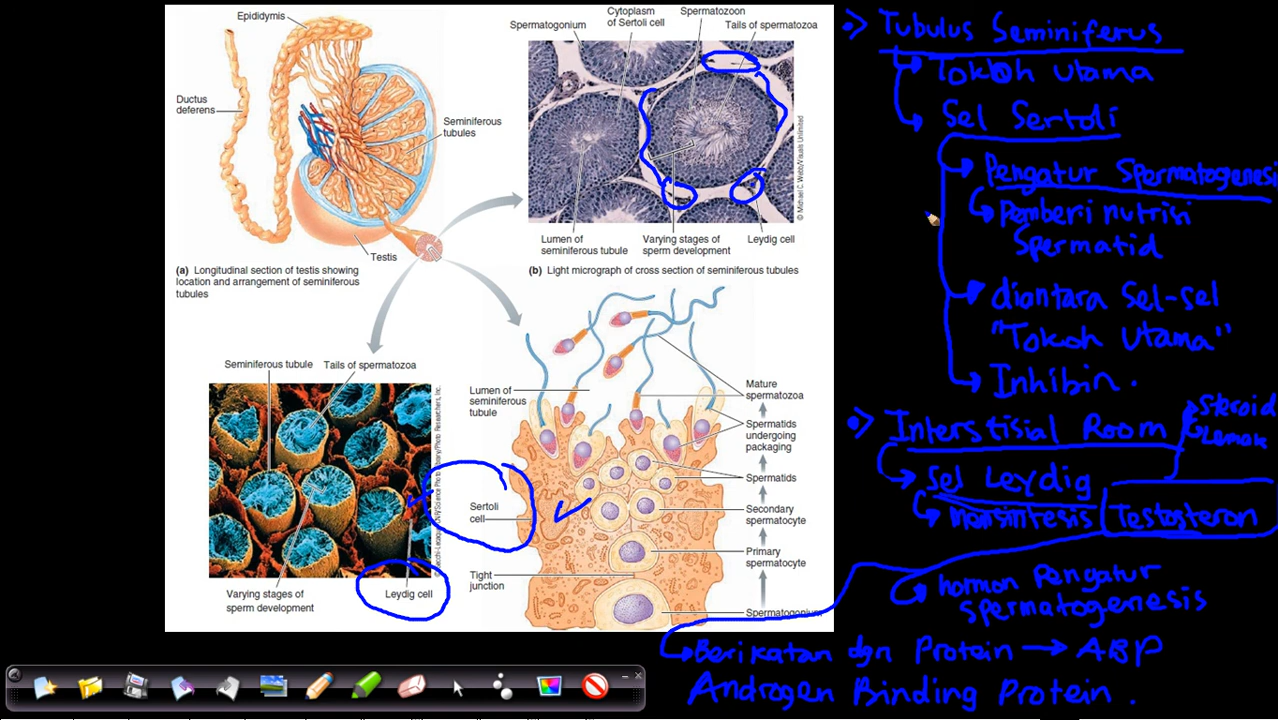 Epididymis
Ductus
deferens
Seminiferous
tubules
Testis
(a) Longitudinal section of testis showing
location and arrangement of seminiferous
tubules
Spermatogonium
Cytoplasm
of Sertoli cell
Spermatozoon
Tails of spermatozoa
© Michael C. Webb/Visuals Unlimited
Lumen of
seminiferous tubule
Varying stages of
sperm development
Leydig cell
(b) Light micrograph of cross section of seminiferous tubules
Seminiferous tubule
Tails of spermatozoa
Varying stages of
sperm development
Leydig cell
Lumen of
seminiferous
tubule
Sertoli
cell
Tight
junction
Mature
spermatozoa
Spermatids
undergoing
packaging
Spermatids
Secondary
spermatocyte
Primary
spermatocyte
Spermatogonium
Tubulus Seminiferus
Tokoh utama
Sel Sertoli
Pengatur Spermatogenesi
Pemberi nutrisi
Spermatid
diantara Sel-sel
"Tokoh Utama"
Inhibin.
Interstisial Room
Steroid
Lemak
Sel Leydig
mensintesis Testosteron
hormon Pengatur
spermatogenesis
Berikatan dgn Protein → ABP
Androgen Binding Protein.